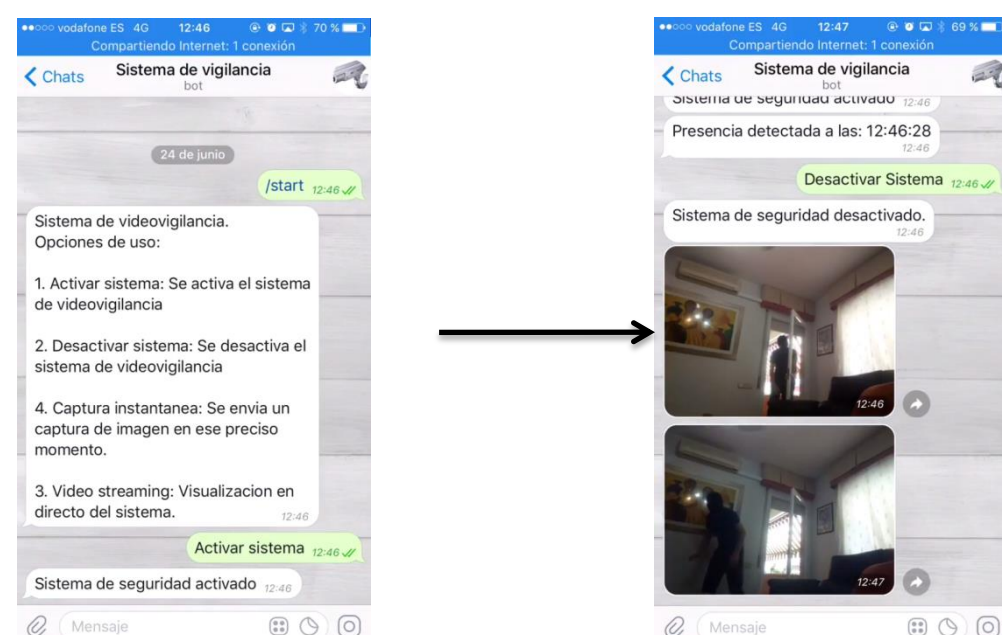 vodafone ES 4G 12:46 70 %
Compartiendo Internet: 1 conexión
Chats Sistema de vigilancia
bot
24 de junio
/start 12:46
Sistema de videovigilancia.
Opciones de uso:
1. Activar sistema: Se activa el sistema
de videovigilancia
2. Desactivar sistema: Se desactiva el
sistema de videovigilancia
4. Captura instantanea: Se envia un
captura de imagen en ese preciso
momento.
3. Video streaming: Visualizacion en
directo del sistema. 12:46
Activar sistema 12:46
Sistema de seguridad activado 12:46
Mensaje
vodafone ES 4G 12:47 69 %
Compartiendo Internet: 1 conexión
Chats Sistema de vigilancia
bot
Sistema de seguridad activado 12:46
Presencia detectada a las: 12:46:28
12:46
Desactivar Sistema 12:46
Sistema de seguridad desactivado.
12:46
12:46
12:47
Mensaje